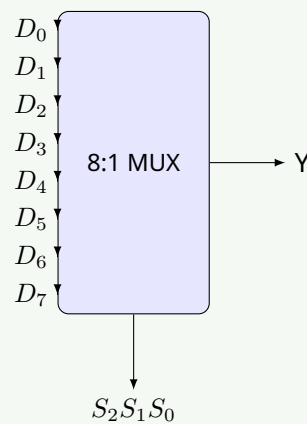 D₀
D₁
D₂
D₃
8:1 MUX
Y
D₄
D₅
D₆
D₇
S₂S₁S₀